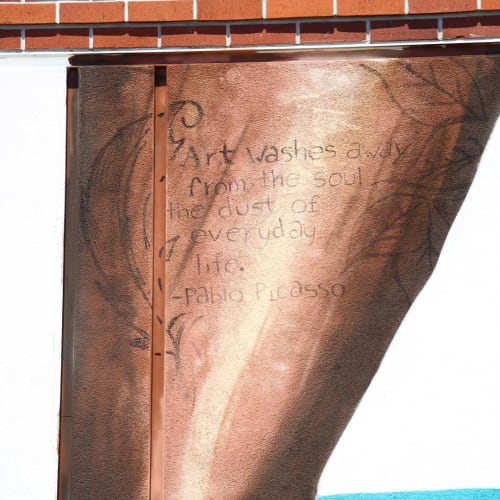 Art washes away
from the soul
the dust of
everyday
life.
-Pablo Picasso